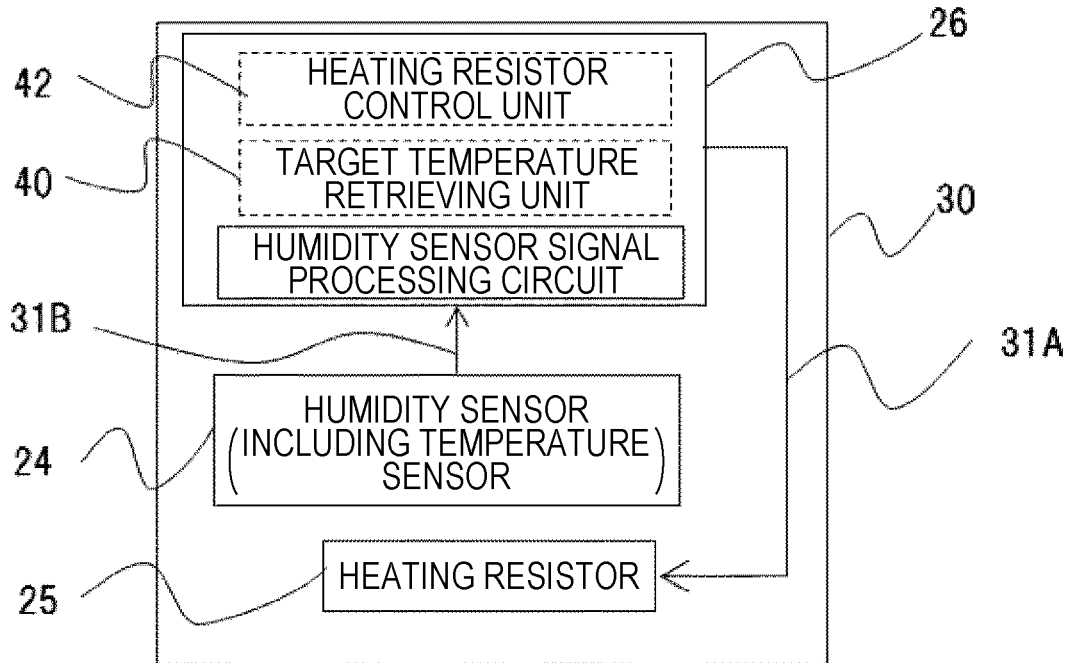 26
42
HEATING RESISTOR
CONTROL UNIT
40
TARGET TEMPERATURE
RETRIEVING UNIT
30
HUMIDITY SENSOR SIGNAL
PROCESSING CIRCUIT
31B
31A
24
HUMIDITY SENSOR
(INCLUDING TEMPERATURE
SENSOR)
25
HEATING RESISTOR